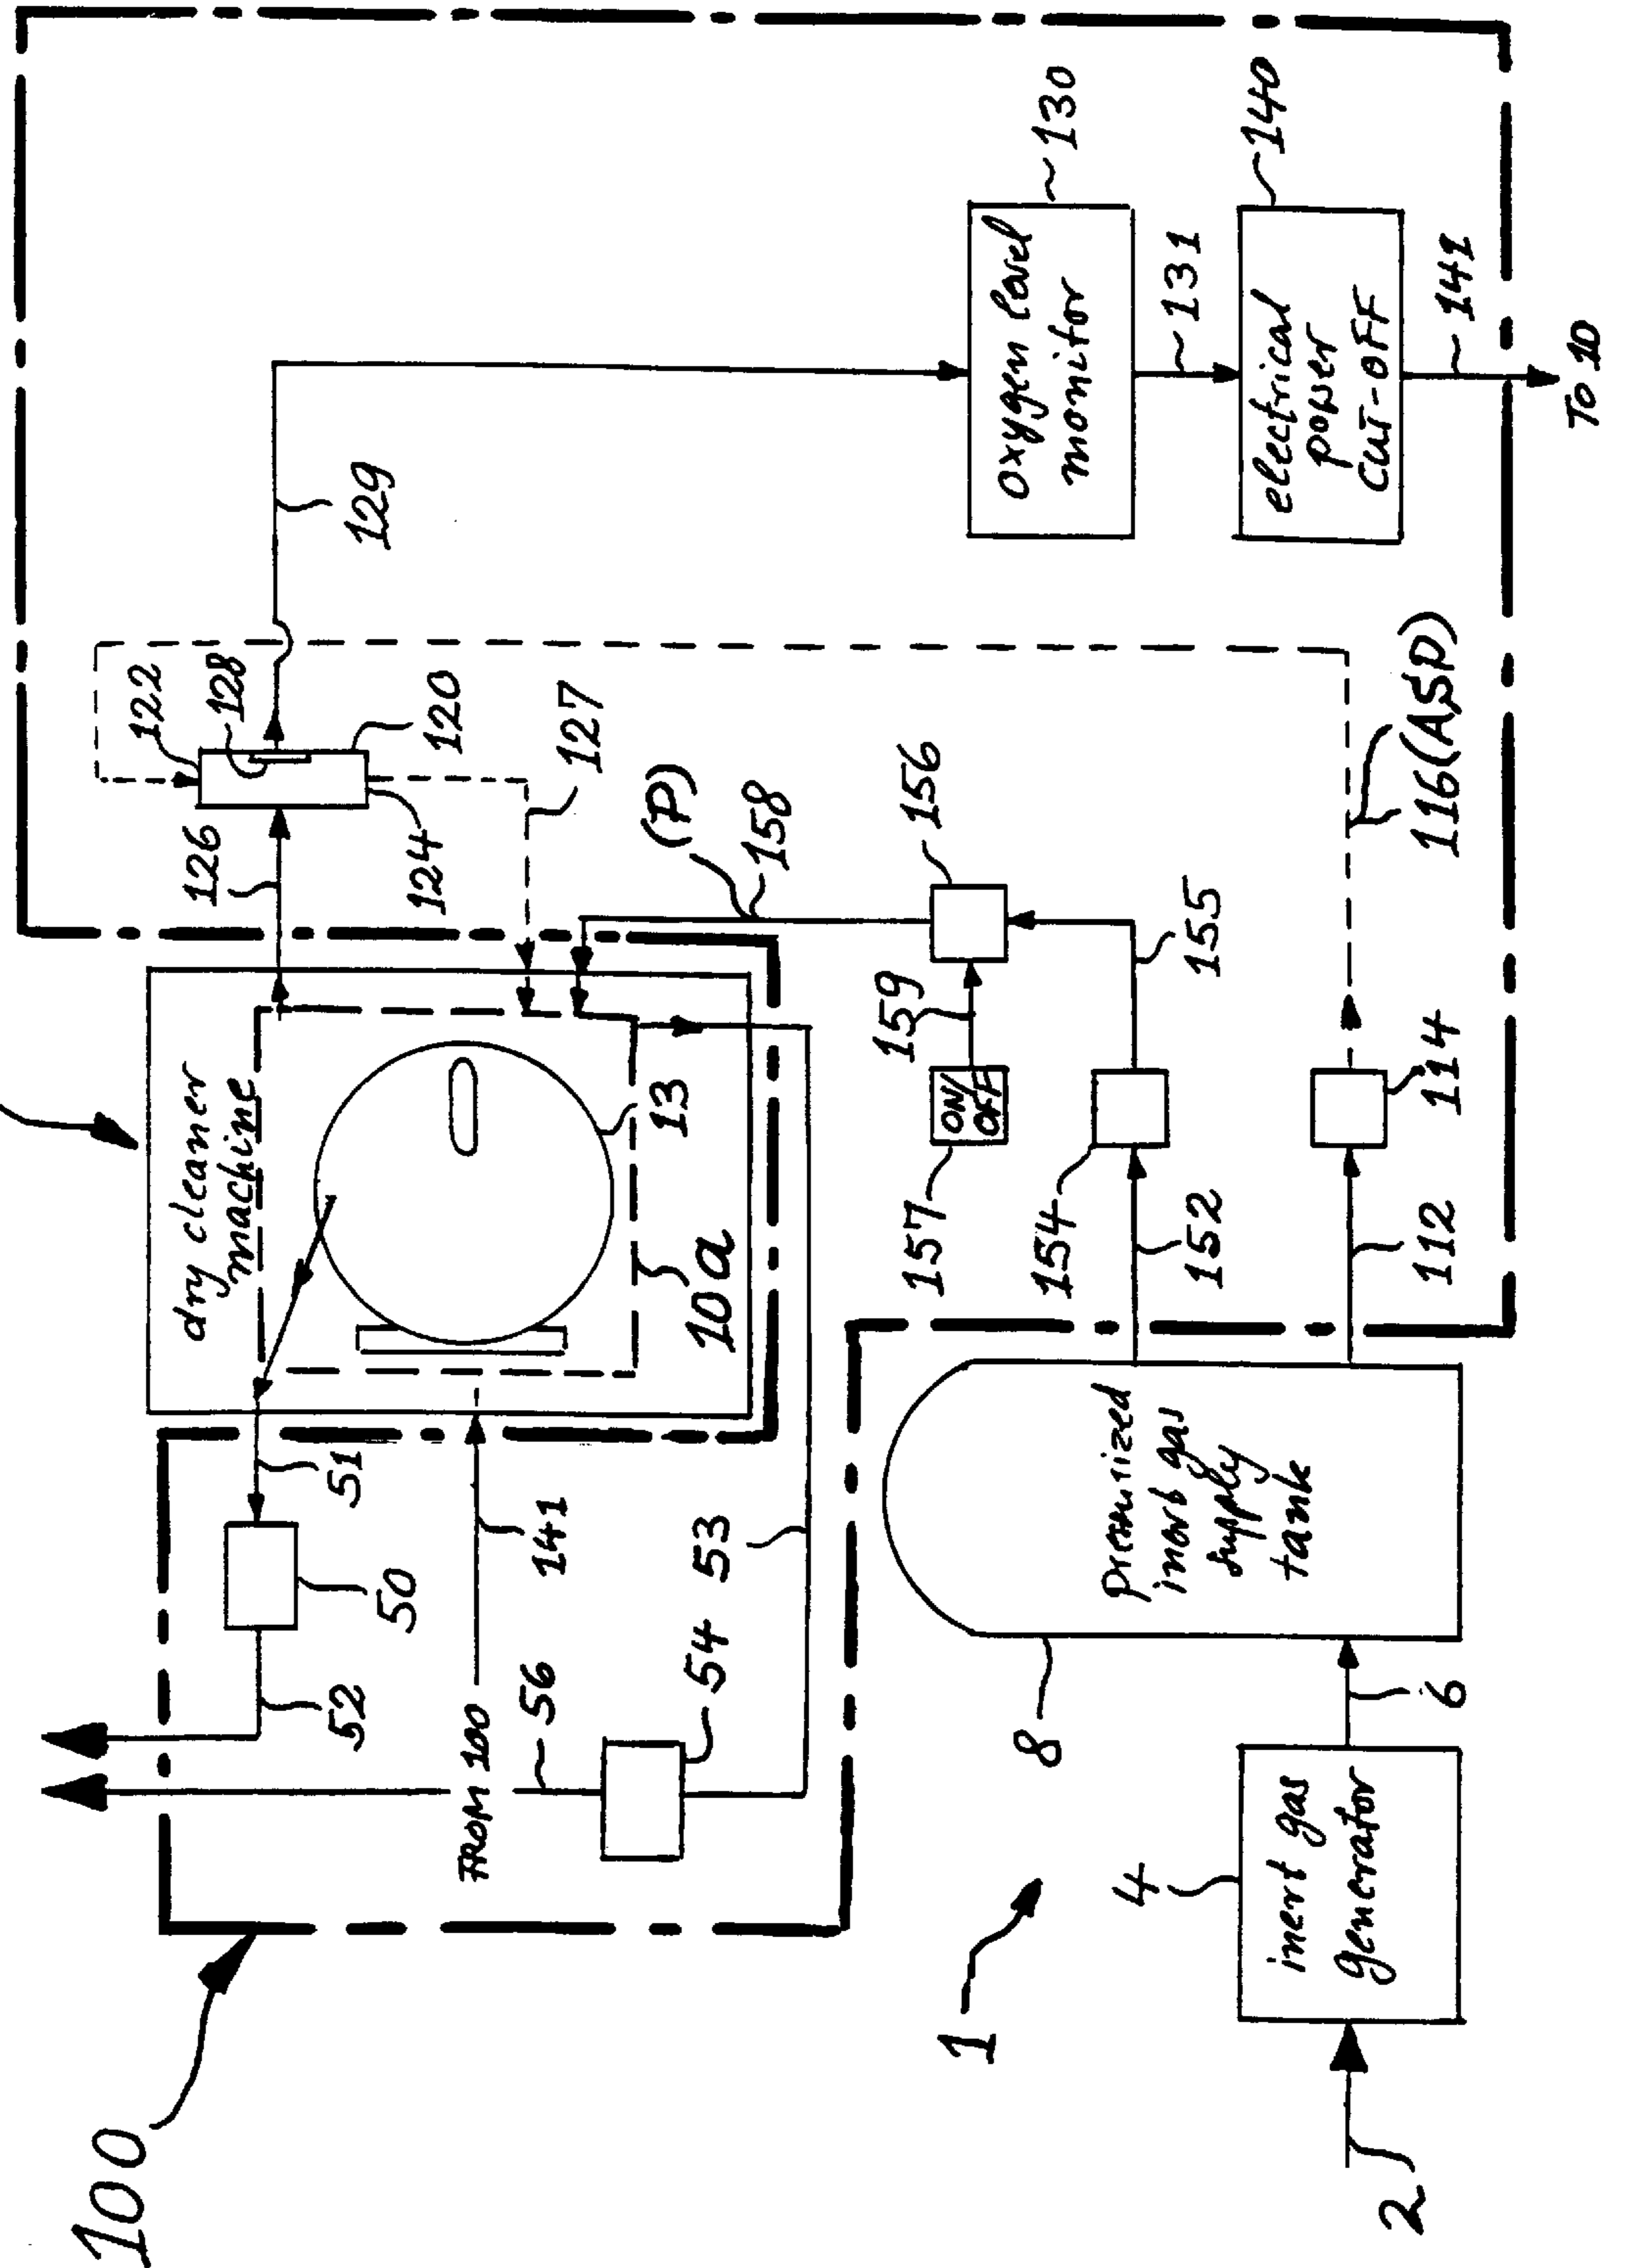 100
52
51
50
56
FROM 100
141
54
53
dry cleaner
machine
13
10a
126
122
128
120
124
127
129
(P)
158
156
159
155
ON/
OFF
157
154
152
114
112
116(ASP)
oxygen level
monitor
130
131
electrical
power
cut-OFF
140
141
TO 10
1
8
Pressurized
inert gas
supply
tank
6
4
inert gas
generator
2